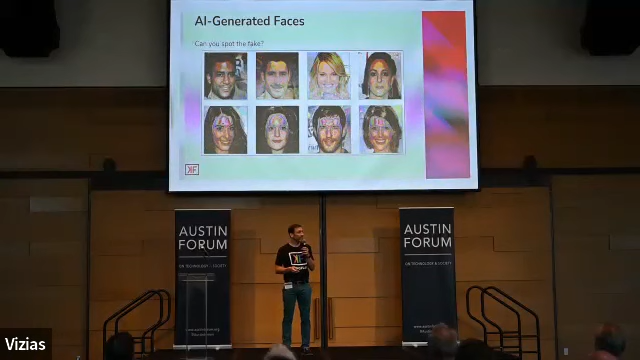 AI-Generated Faces
Can you spot the fake?
AUSTIN
FORUM
ON TECHNOLOGY & SOCIETY
AUSTIN
FORUM
ON TECHNOLOGY & SOCIETY
Vizias